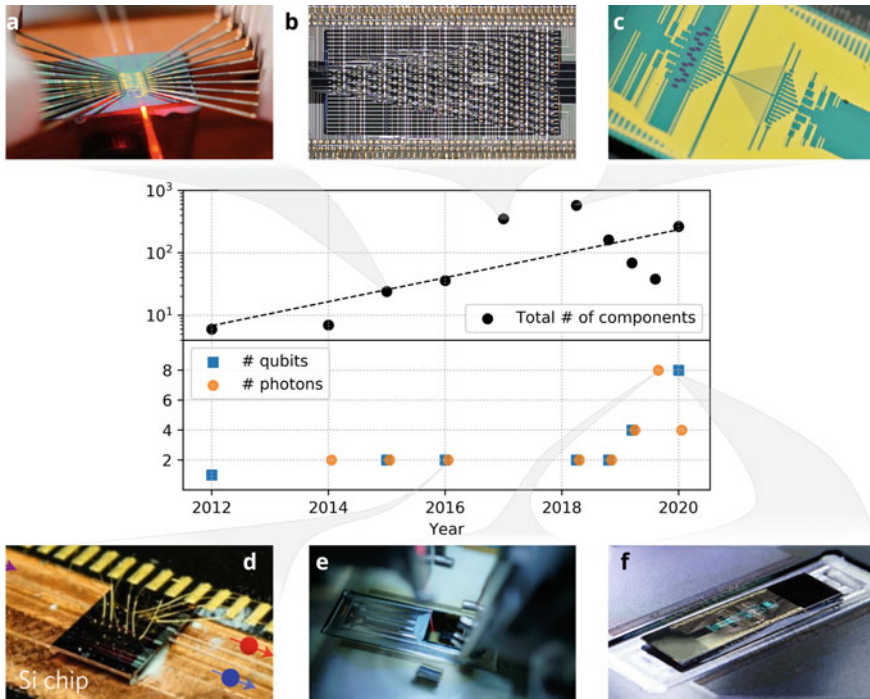 a
b
c
10³
10²
10¹
Total # of components
# qubits
# photons
8
6
4
2
2012
2014
2016
2018
2020
Year
d
e
f
Si chip